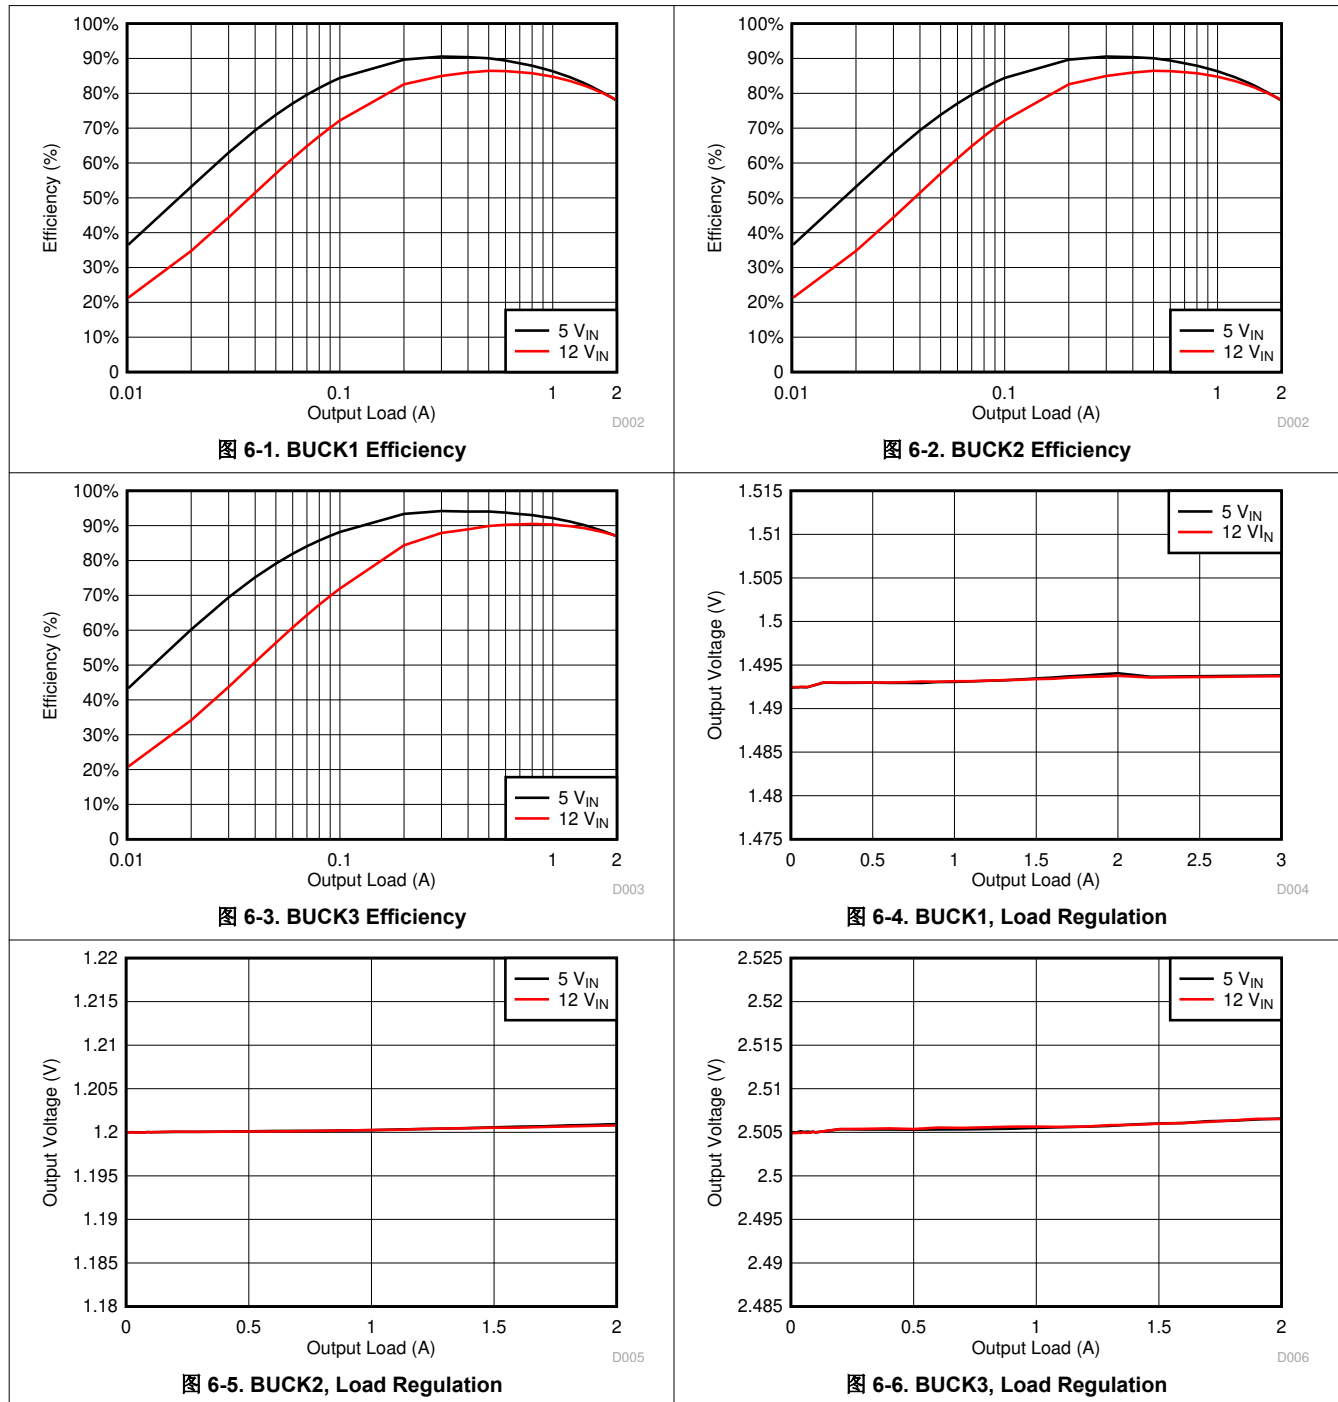 100%
90%
80%
70%
60%
50%
40%
30%
20%
10%
0
Efficiency (%)
5 VIN
12 VIN
0.01
0.1
1
2
Output Load (A)
D002
图 6-1. BUCK1 Efficiency
100%
90%
80%
70%
60%
50%
40%
30%
20%
10%
0
Efficiency (%)
5 VIN
12 VIN
0.01
0.1
1
2
Output Load (A)
D002
图 6-2. BUCK2 Efficiency
100%
90%
80%
70%
60%
50%
40%
30%
20%
10%
0
Efficiency (%)
5 VIN
12 VIN
0.01
0.1
1
2
Output Load (A)
D003
图 6-3. BUCK3 Efficiency
1.515
1.51
1.505
1.5
1.495
1.49
1.485
1.48
1.475
Output Voltage (V)
5 VIN
12 VIN
0
0.5
1
1.5
2
2.5
3
Output Load (A)
D004
图 6-4. BUCK1, Load Regulation
1.22
1.215
1.21
1.205
1.2
1.195
1.19
1.185
1.18
Output Voltage (V)
5 VIN
12 VIN
0
0.5
1
1.5
2
Output Load (A)
D005
图 6-5. BUCK2, Load Regulation
2.525
2.52
2.515
2.51
2.505
2.5
2.495
2.49
2.485
Output Voltage (V)
5 VIN
12 VIN
0
0.5
1
1.5
2
Output Load (A)
D006
图 6-6. BUCK3, Load Regulation